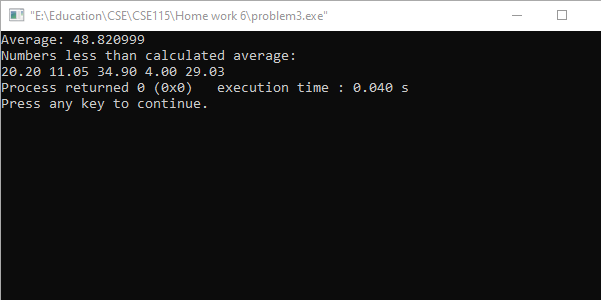 "E:\Education\CSE\CSE115\Home work 6\problem3.exe"
Average: 48.820999
Numbers less than calculated average:
20.20 11.05 34.90 4.00 29.03
Process returned 0 (0x0)   execution time : 0.040 s
Press any key to continue.